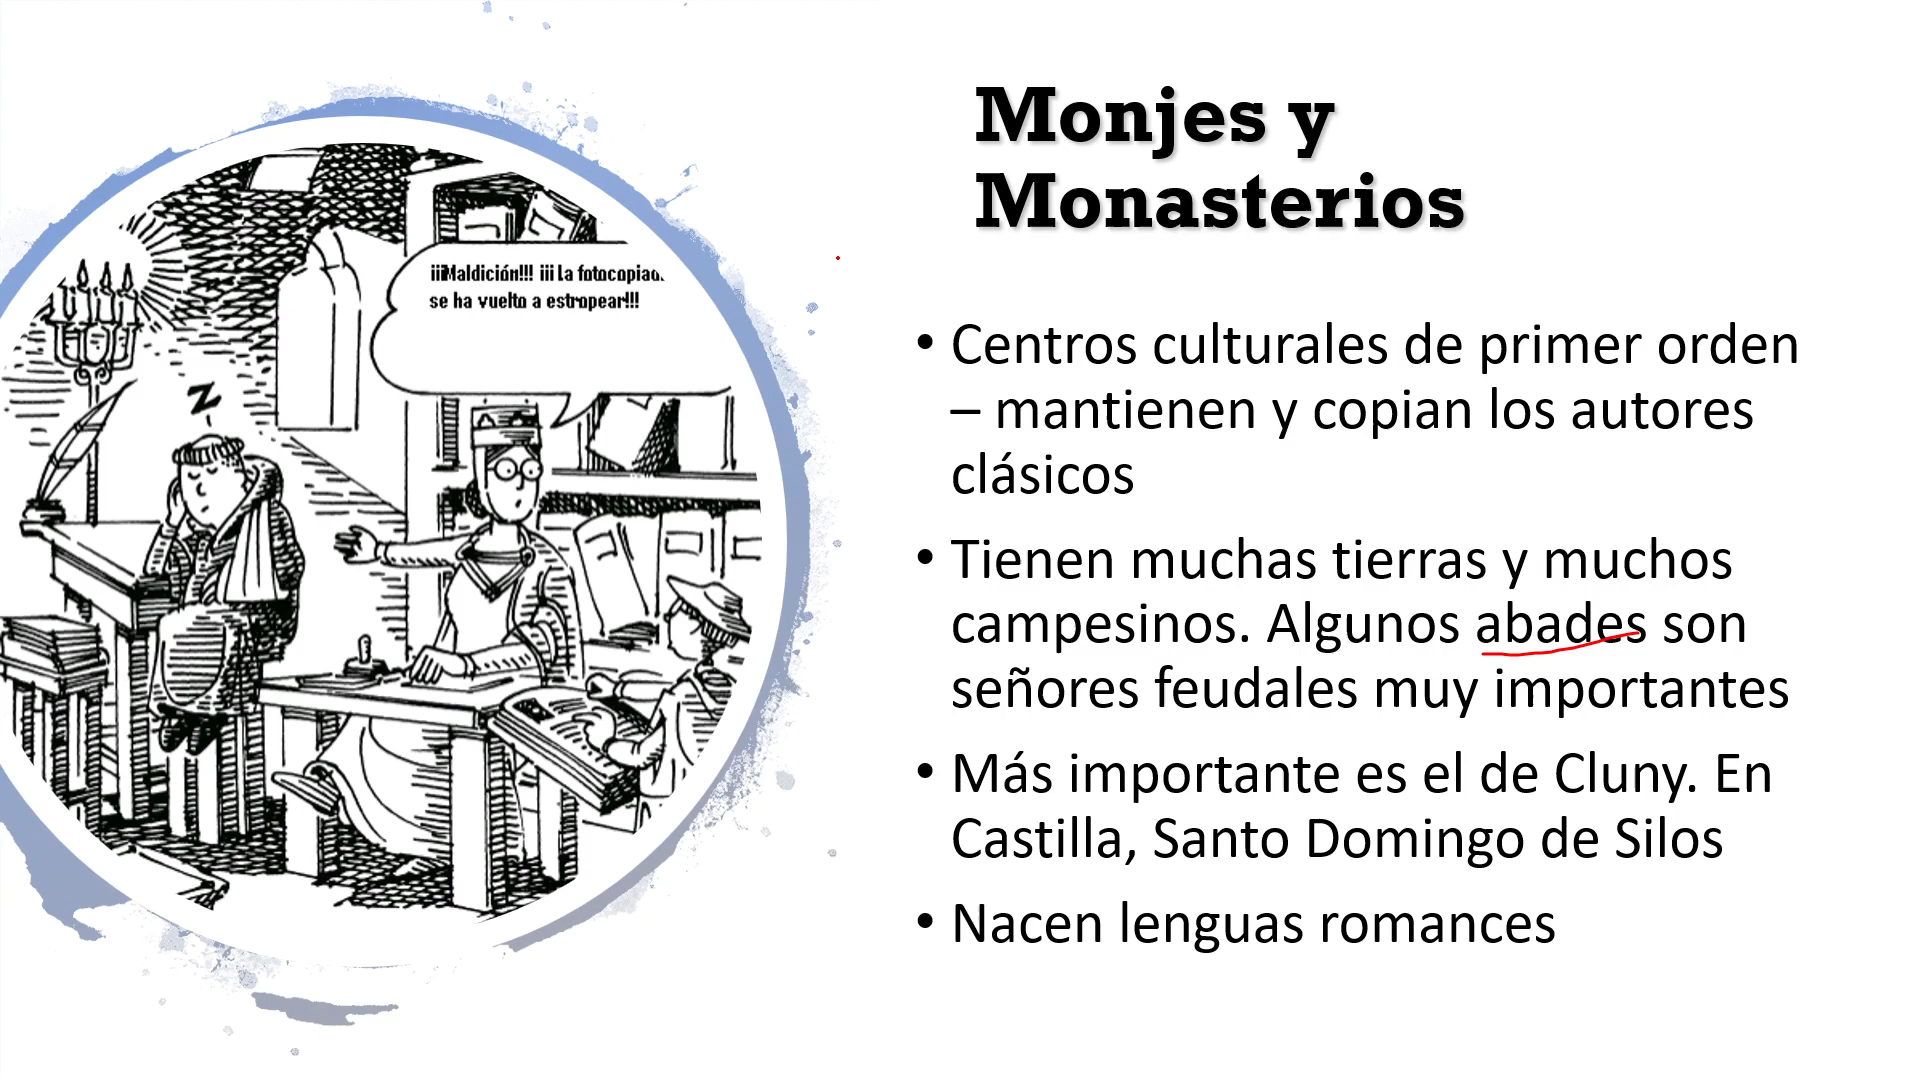 Monjes y
Monasterios
¡¡¡Maldición!!! ¡¡¡La
se ha vuelto a estropear!!!
Z
• Centros culturales de primer orden
– mantienen y copian los autores
clásicos
• Tienen muchas tierras y muchos
campesinos. Algunos abades son
señores feudales muy importantes
• Más importante es el de Cluny. En
Castilla, Santo Domingo de Silos
• Nacen lenguas romances